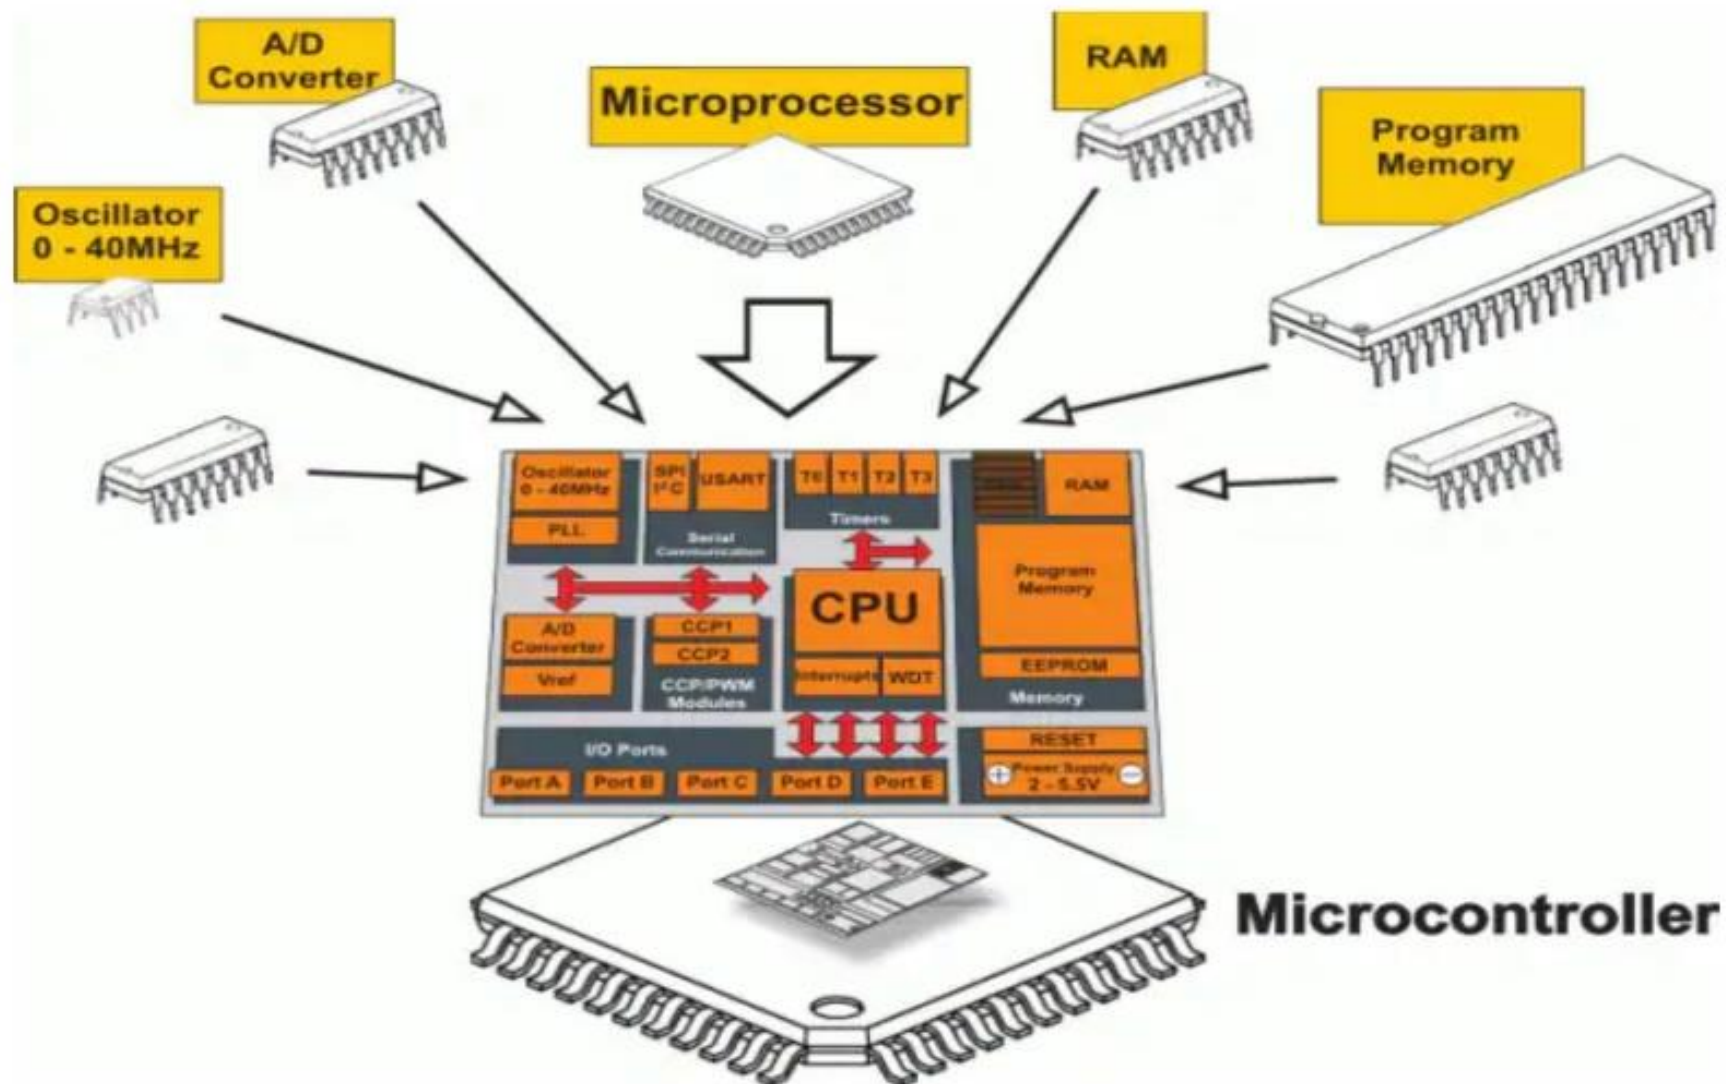 A/D
Converter
Microprocessor
RAM
Program
Memory
Oscillator
0 - 40MHz
Oscillator
0 - 40MHz
PLL
SPI
I²C
USART
Serial
Communication
T0 T1 T2 T3
Timers
RAM
Program
Memory
EEPROM
Memory
A/D
Converter
Vref
CCP1
CCP2
CCP/PWM
Modules
CPU
Interrupts
WDT
I/O Ports
Port A
Port B
Port C
Port D
Port E
RESET
+ Power Supply −
2 - 5.5V
Microcontroller